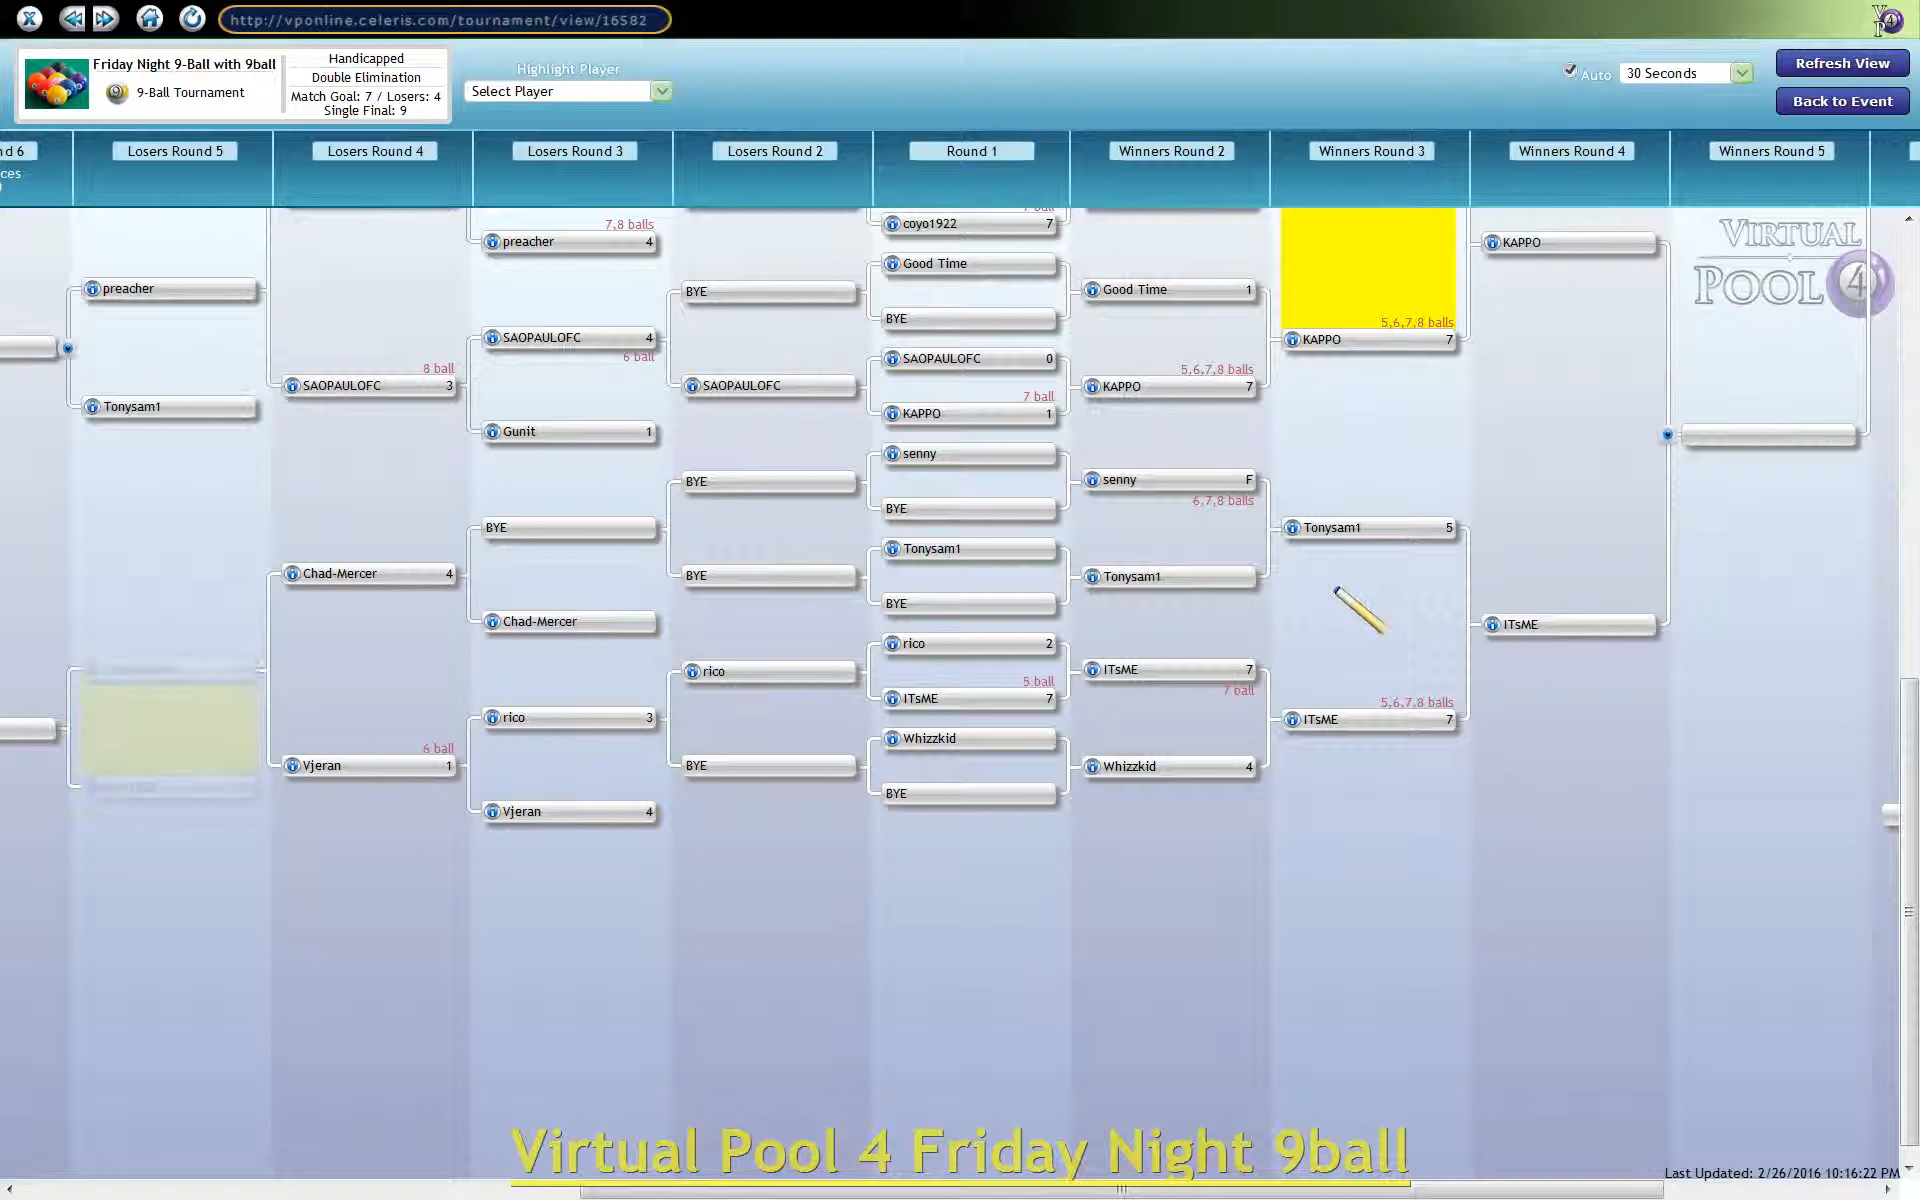 http://vponline.celeris.com/tournament/view/16582
Friday Night 9-Ball with 9ball
9-Ball Tournament
Handicapped
Double Elimination
Match Goal: 7 / Losers: 4
Single Final: 9
Highlight Player
Select Player
Auto
30 Seconds
Refresh View
Back to Event
nd 6
ces
Losers Round 5
Losers Round 4
Losers Round 3
Losers Round 2
Round 1
Winners Round 2
Winners Round 3
Winners Round 4
Winners Round 5
VIRTUAL
POOL 4
preacher
Tonysam1
8 ball
SAOPAULOFC 3
Chad-Mercer 4
6 ball
Vjeran 1
7,8 balls
preacher 4
SAOPAULOFC 4
6 ball
Gunit 1
BYE
Chad-Mercer
rico 3
Vjeran 4
BYE
SAOPAULOFC
BYE
BYE
rico
BYE
coyo1922 7
Good Time
BYE
SAOPAULOFC 0
7 ball
KAPPO 1
senny
BYE
Tonysam1
BYE
rico 2
5 ball
ITsME 7
Whizzkid
BYE
Good Time 1
5,6,7,8 balls
KAPPO 7
senny F
6,7,8 balls
Tonysam1
ITsME 7
7 ball
Whizzkid 4
5,6,7,8 balls
KAPPO 7
Tonysam1 5
5,6,7,8 balls
ITsME 7
KAPPO
ITsME
Virtual Pool 4 Friday Night 9ball
Last Updated: 2/26/2016 10:16:22 PM